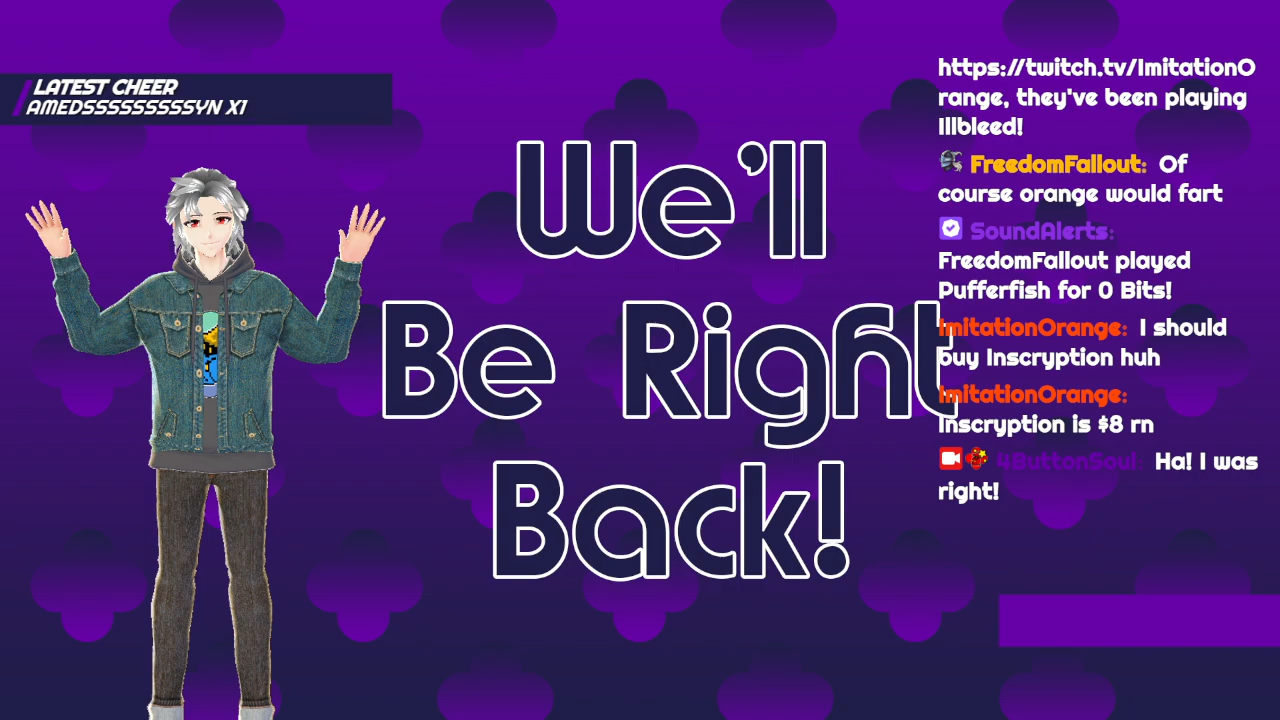 LATEST CHEER
AMEDSSSSSSSSSYN X1
We'll
Be Right
Back!
https://twitch.tv/ImitationO
range, they've been playing
Illbleed!
FreedomFallout: Of
course orange would fart
SoundAlerts:
FreedomFallout played
Pufferfish for 0 Bits!
ImitationOrange: I should
buy Inscryption huh
ImitationOrange:
Inscryption is $8 rn
4ButtonSoul: Ha! I was
right!